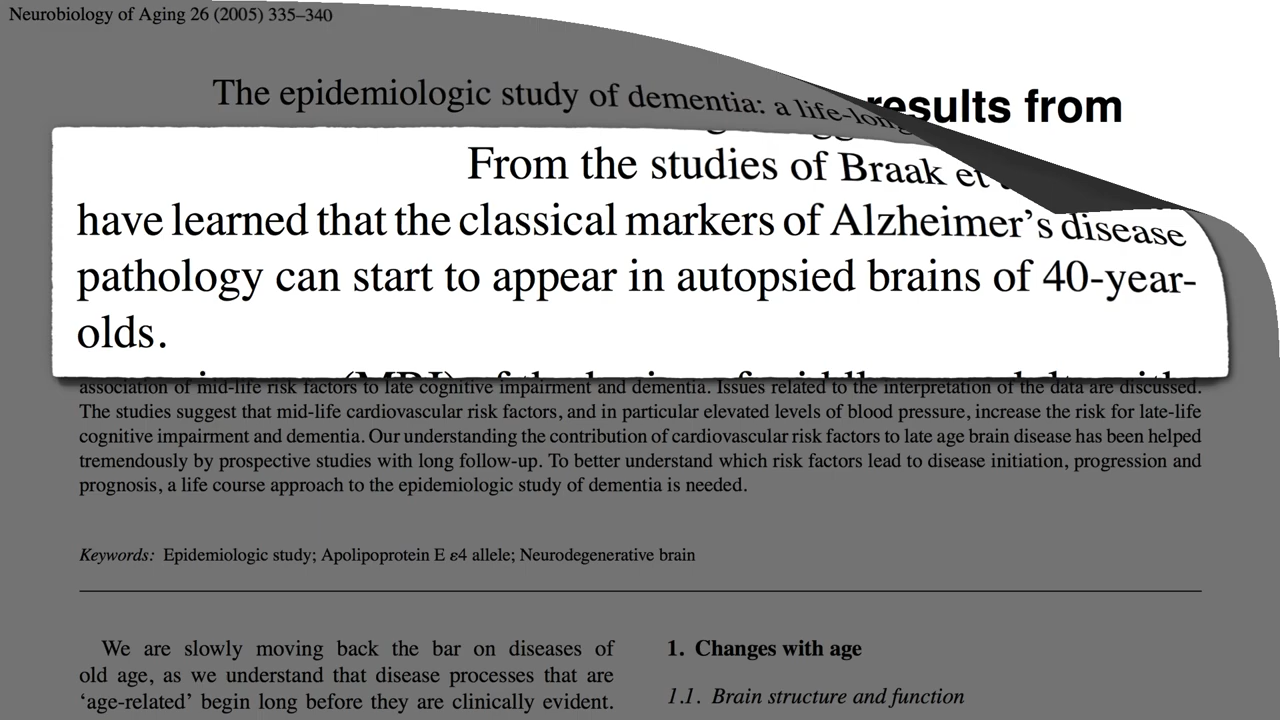 Neurobiology of Aging 26 (2005) 335–340
The epidemiologic study of dementia: a life-long
results from
From the studies of Braak et
have learned that the classical markers of Alzheimer’s disease
pathology can start to appear in autopsied brains of 40-year-
olds.
(MRI) of the brains of middle
association of mid-life risk factors to late cognitive impairment and dementia. Issues related to the interpretation of the data are discussed.
The studies suggest that mid-life cardiovascular risk factors, and in particular elevated levels of blood pressure, increase the risk for late-life
cognitive impairment and dementia. Our understanding the contribution of cardiovascular risk factors to late age brain disease has been helped
tremendously by prospective studies with long follow-up. To better understand which risk factors lead to disease initiation, progression and
prognosis, a life course approach to the epidemiologic study of dementia is needed.
Keywords: Epidemiologic study; Apolipoprotein E ε4 allele; Neurodegenerative brain
We are slowly moving back the bar on diseases of
old age, as we understand that disease processes that are
‘age-related’ begin long before they are clinically evident.
1. Changes with age
1.1. Brain structure and function